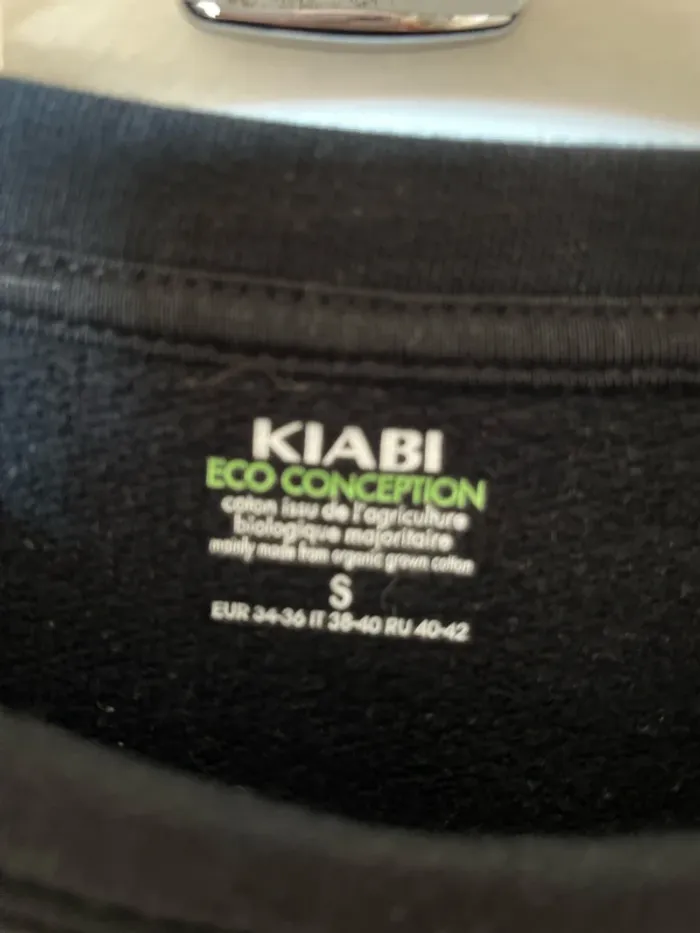 KIABI
ECO CONCEPTION
coton issu de l'agriculture
biologique majoritaire
mainly made from organic grown cotton
S
EUR 34-36 IT 38-40 RU 40-42